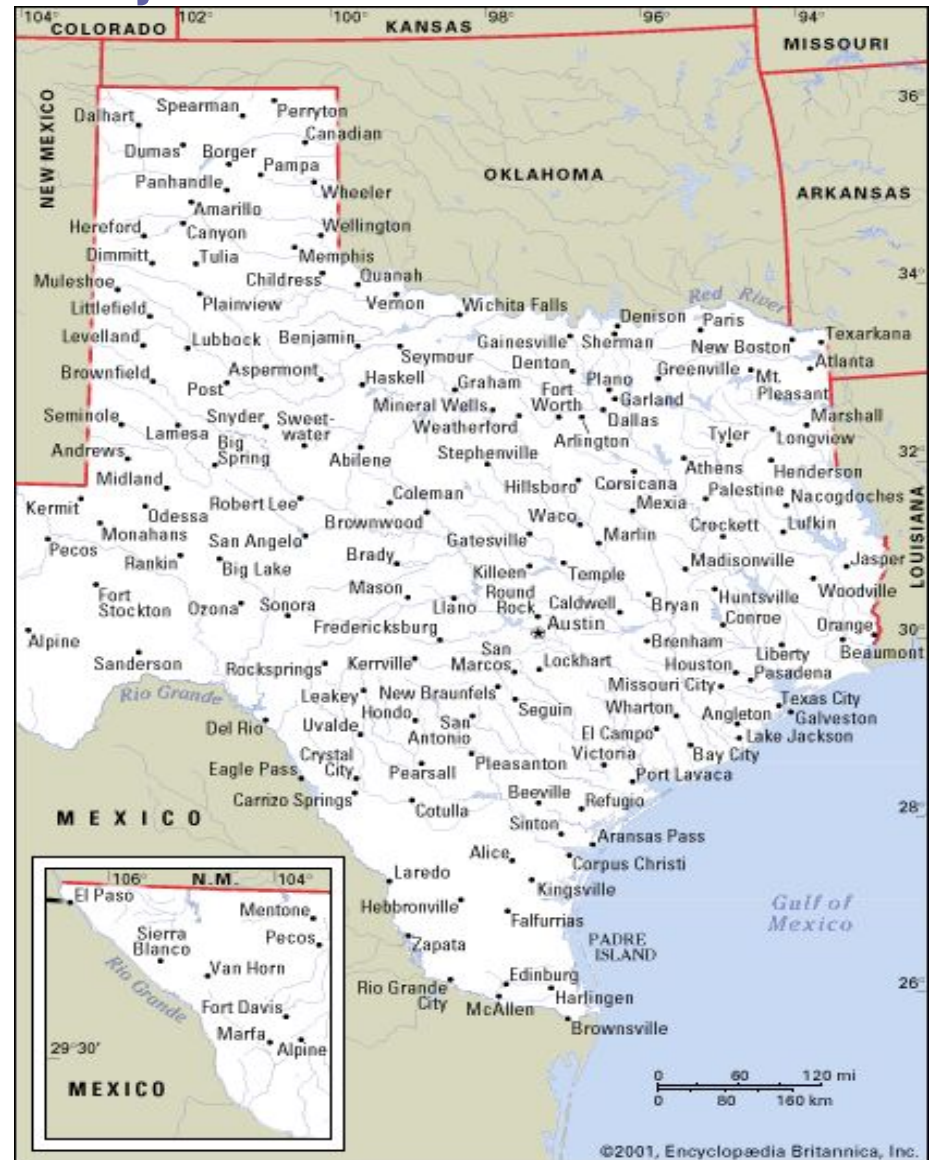 104° 102° 100° 98° 96° 94°
COLORADO
KANSAS
MISSOURI
36°
NEW MEXICO
Spearman
Perryton
Dalhart
Canadian
Dumas
Borger
Pampa
OKLAHOMA
Panhandle
Wheeler
ARKANSAS
Amarillo
Hereford
Canyon
Wellington
Dimmitt
Tulia
Memphis
34°
Muleshoe
Childress
Quanah
Littlefield
Plainview
Vernon
Wichita Falls
Red River
Denison
Paris
Levelland
Lubbock
Benjamin
Gainesville
Sherman
New Boston
Texarkana
Seymour
Brownfield
Aspermont
Denton
Greenville
Atlanta
Post
Haskell
Graham
Fort
Worth
Plano
Mt.
Pleasant
Garland
Mineral Wells
Seminole
Snyder
Sweet-
water
Weatherford
Dallas
Marshall
Lamesa
Big
Spring
Arlington
Tyler
Longview
Andrews
Abilene
Stephenville
32°
Midland
Athens
Henderson
Kermit
Robert Lee
Coleman
Hillsboro
Corsicana
Palestine
Nacogdoches
Odessa
Mexia
Monahans
Brownwood
Waco
Crockett
Lufkin
Pecos
San Angelo
Gatesville
Marlin
LOUISIANA
Rankin
Big Lake
Brady
Madisonville
Jasper
Killeen
Temple
Fort
Stockton
Mason
Round
Rock
Woodville
Ozona
Sonora
Llano
Caldwell
Bryan
Huntsville
Fredericksburg
Austin
Conroe
Orange
30°
Alpine
Brenham
Beaumont
Sanderson
Rocksprings
Kerrville
San
Marcos
Lockhart
Houston
Liberty
Pasadena
Rio Grande
Leakey
New Braunfels
Missouri City
Texas City
Hondo
Seguin
Wharton
Angleton
Galveston
Del Rio
Uvalde
San
Antonio
El Campo
Lake Jackson
Crystal
City
Victoria
Bay City
Eagle Pass
Pearsall
Pleasanton
Port Lavaca
Carrizo Springs
Cotulla
Beeville
Refugio
28°
MEXICO
Sinton
Aransas Pass
Alice
Corpus Christi
Laredo
Kingsville
Hebbronville
Falfurrias
Gulf of
Mexico
Zapata
PADRE
ISLAND
Edinburg
26°
Rio Grande
City
McAllen
Harlingen
Brownsville
106° N.M. 104°
El Paso
Mentone
Sierra
Blanco
Pecos
Van Horn
Rio Grande
Fort Davis
Marfa
Alpine
29°30'
MEXICO
0 60 120 mi
0 80 160 km
©2001, Encyclopædia Britannica, Inc.